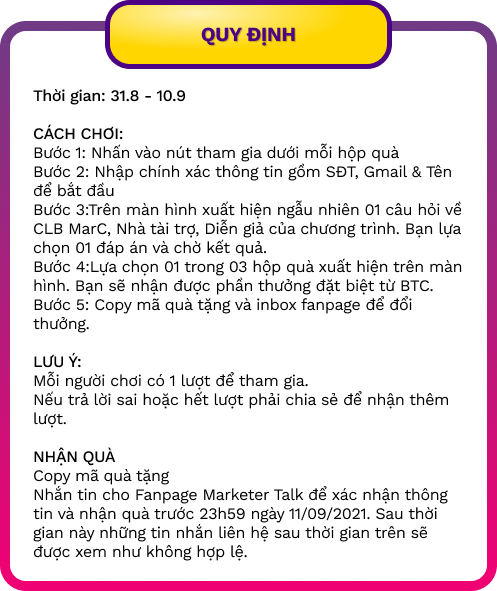 QUY ĐỊNH
Thời gian: 31.8 - 10.9
CÁCH CHƠI:
Bước 1: Nhấn vào nút tham gia dưới mỗi hộp quà
Bước 2: Nhập chính xác thông tin gồm SĐT, Gmail & Tên
để bắt đầu
Bước 3:Trên màn hình xuất hiện ngẫu nhiên 01 câu hỏi về
CLB MarC, Nhà tài trợ, Diễn giả của chương trình. Bạn lựa
chọn 01 đáp án và chờ kết quả.
Bước 4:Lựa chọn 01 trong 03 hộp quà xuất hiện trên màn
hình. Bạn sẽ nhận được phần thưởng đặt biệt từ BTC.
Bước 5: Copy mã quà tặng và inbox fanpage để đổi
thưởng.
LƯU Ý:
Mỗi người chơi có 1 lượt để tham gia.
Nếu trả lời sai hoặc hết lượt phải chia sẻ để nhận thêm
lượt.
NHẬN QUÀ
Copy mã quà tặng
Nhắn tin cho Fanpage Marketer Talk để xác nhận thông
tin và nhận quà trước 23h59 ngày 11/09/2021. Sau thời
gian này những tin nhắn liên hệ sau thời gian trên sẽ
được xem như không hợp lệ.